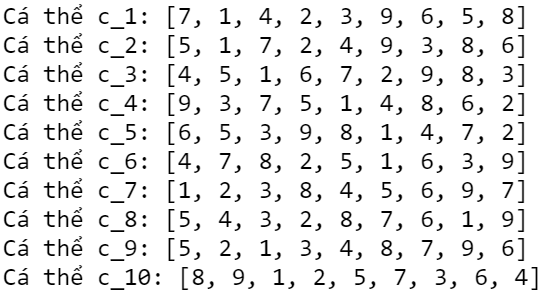 Cá thể c_1: [7, 1, 4, 2, 3, 9, 6, 5, 8]
Cá thể c_2: [5, 1, 7, 2, 4, 9, 3, 8, 6]
Cá thể c_3: [4, 5, 1, 6, 7, 2, 9, 8, 3]
Cá thể c_4: [9, 3, 7, 5, 1, 4, 8, 6, 2]
Cá thể c_5: [6, 5, 3, 9, 8, 1, 4, 7, 2]
Cá thể c_6: [4, 7, 8, 2, 5, 1, 6, 3, 9]
Cá thể c_7: [1, 2, 3, 8, 4, 5, 6, 9, 7]
Cá thể c_8: [5, 4, 3, 2, 8, 7, 6, 1, 9]
Cá thể c_9: [5, 2, 1, 3, 4, 8, 7, 9, 6]
Cá thể c_10: [8, 9, 1, 2, 5, 7, 3, 6, 4]